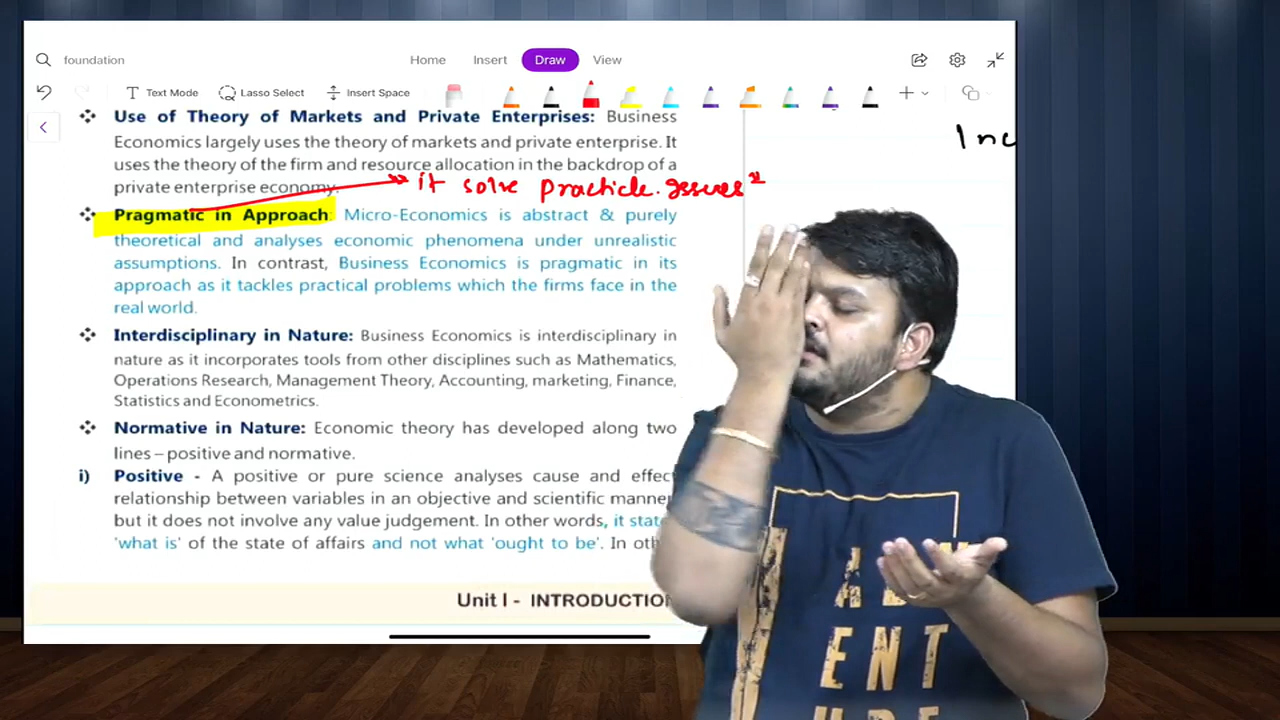 foundation
Home Insert Draw View
Text Mode Lasso Select Insert Space
❖ Use of Theory of Markets and Private Enterprises: Business
Economics largely uses the theory of markets and private enterprise. It
uses the theory of the firm and resource allocation in the backdrop of a
private enterprise economy.
it solve practicle issues
❖ Pragmatic in Approach: Micro-Economics is abstract & purely
theoretical and analyses economic phenomena under unrealistic
assumptions. In contrast, Business Economics is pragmatic in its
approach as it tackles practical problems which the firms face in the
real world.
❖ Interdisciplinary in Nature: Business Economics is interdisciplinary in
nature as it incorporates tools from other disciplines such as Mathematics,
Operations Research, Management Theory, Accounting, marketing, Finance,
Statistics and Econometrics.
❖ Normative in Nature: Economic theory has developed along two
lines – positive and normative.
i) Positive - A positive or pure science analyses cause and effect
relationship between variables in an objective and scientific manner
but it does not involve any value judgement. In other words, it state
'what is' of the state of affairs and not what 'ought to be'. In oth
Unit I - INTRODUCTION
Inc
A
ENT